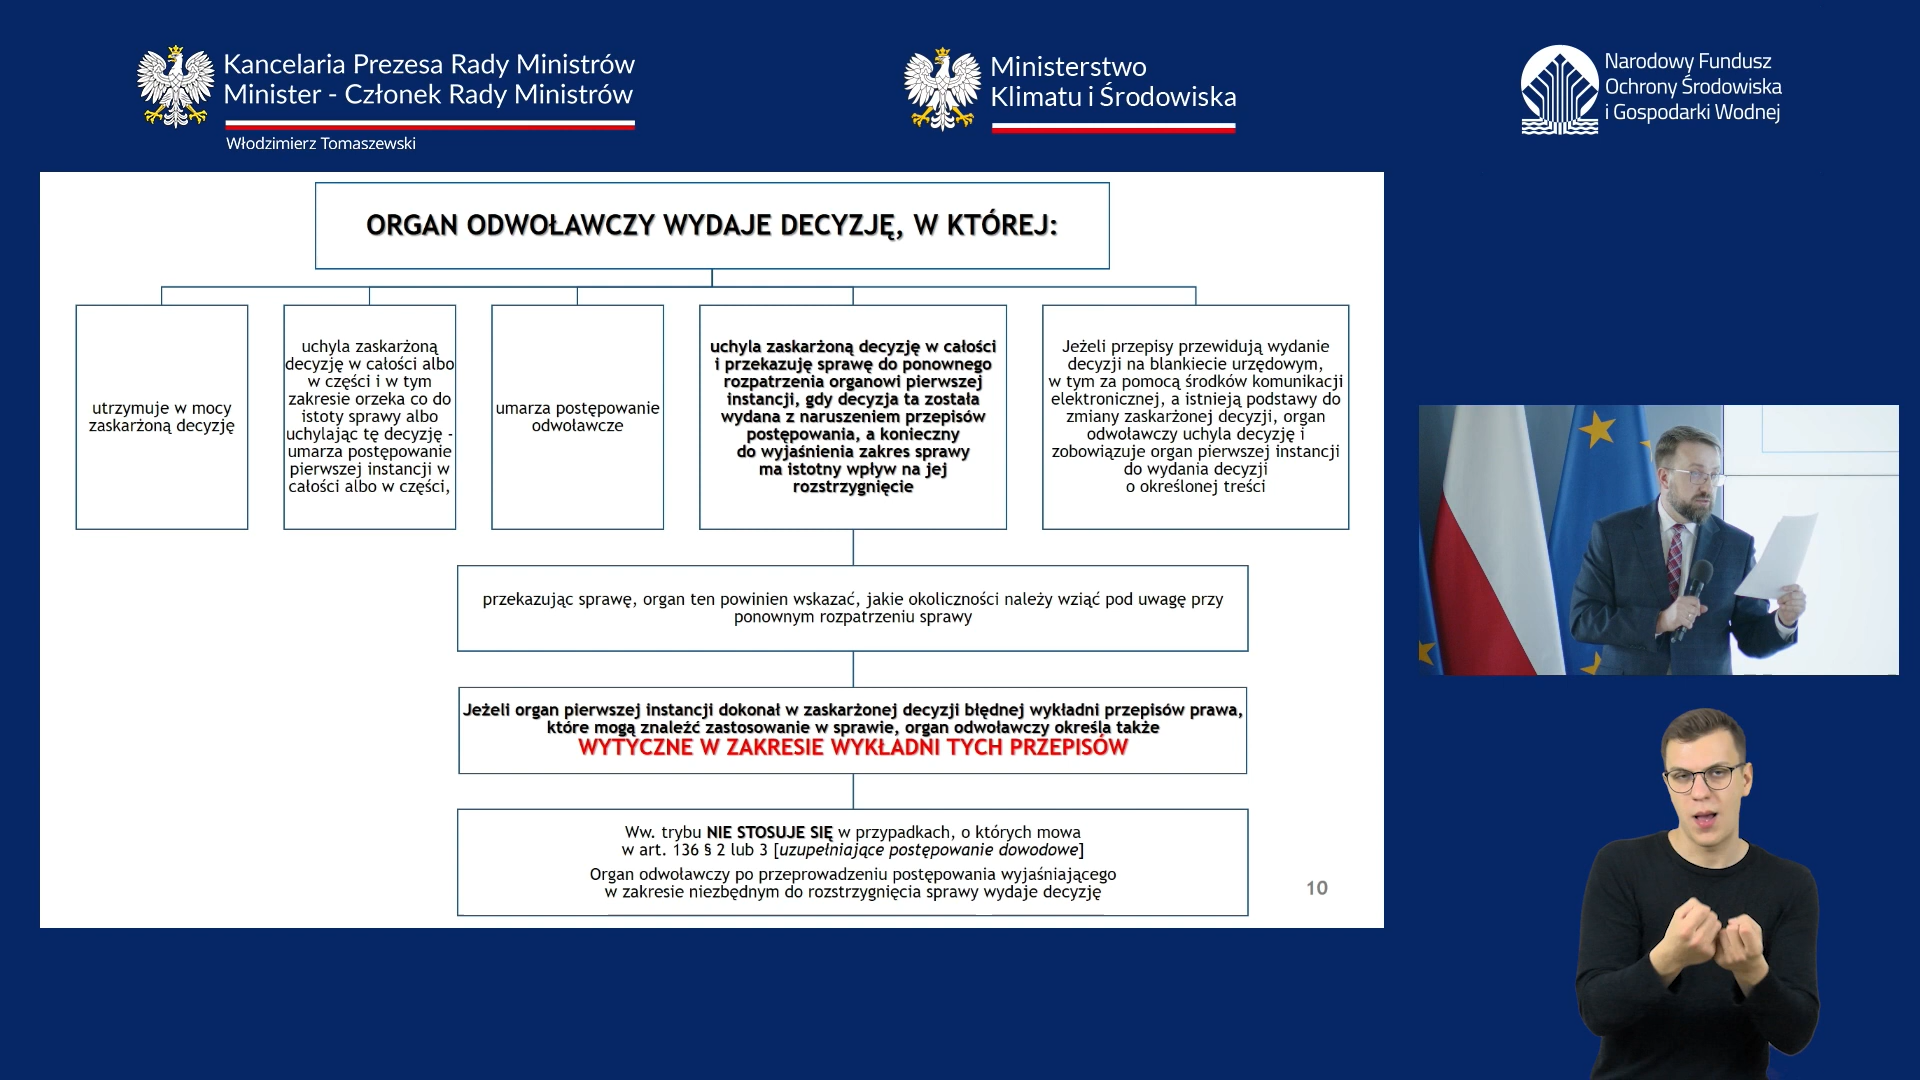 Kancelaria Prezesa Rady Ministrów
Minister - Członek Rady Ministrów
Włodzimierz Tomaszewski
Ministerstwo
Klimatu i Środowiska
Narodowy Fundusz
Ochrony Środowiska
i Gospodarki Wodnej
ORGAN ODWOŁAWCZY WYDAJE DECYZJĘ, W KTÓREJ:
utrzymuje w mocy
zaskarżoną decyzję
uchyla zaskarżoną
decyzję w całości albo
w części i w tym
zakresie orzeka co do
istoty sprawy albo
uchylając tę decyzję -
umarza postępowanie
pierwszej instancji w
całości albo w części,
umarza postępowanie
odwoławcze
uchyla zaskarżoną decyzję w całości
i przekazuję sprawę do ponownego
rozpatrzenia organowi pierwszej
instancji, gdy decyzja ta została
wydana z naruszeniem przepisów
postępowania, a konieczny
do wyjaśnienia zakres sprawy
ma istotny wpływ na jej
rozstrzygnięcie
Jeżeli przepisy przewidują wydanie
decyzji na blankiecie urzędowym,
w tym za pomocą środków komunikacji
elektronicznej, a istnieją podstawy do
zmiany zaskarżonej decyzji, organ
odwoławczy uchyla decyzję i
zobowiązuje organ pierwszej instancji
do wydania decyzji
o określonej treści
przekazując sprawę, organ ten powinien wskazać, jakie okoliczności należy wziąć pod uwagę przy
ponownym rozpatrzeniu sprawy
Jeżeli organ pierwszej instancji dokonał w zaskarżonej decyzji błędnej wykładni przepisów prawa,
które mogą znaleźć zastosowanie w sprawie, organ odwoławczy określa także
WYTYCZNE W ZAKRESIE WYKŁADNI TYCH PRZEPISÓW
Ww. trybu NIE STOSUJE SIĘ w przypadkach, o których mowa
w art. 136 § 2 lub 3 [uzupełniające postępowanie dowodowe]
Organ odwoławczy po przeprowadzeniu postępowania wyjaśniającego
w zakresie niezbędnym do rozstrzygnięcia sprawy wydaje decyzję
10